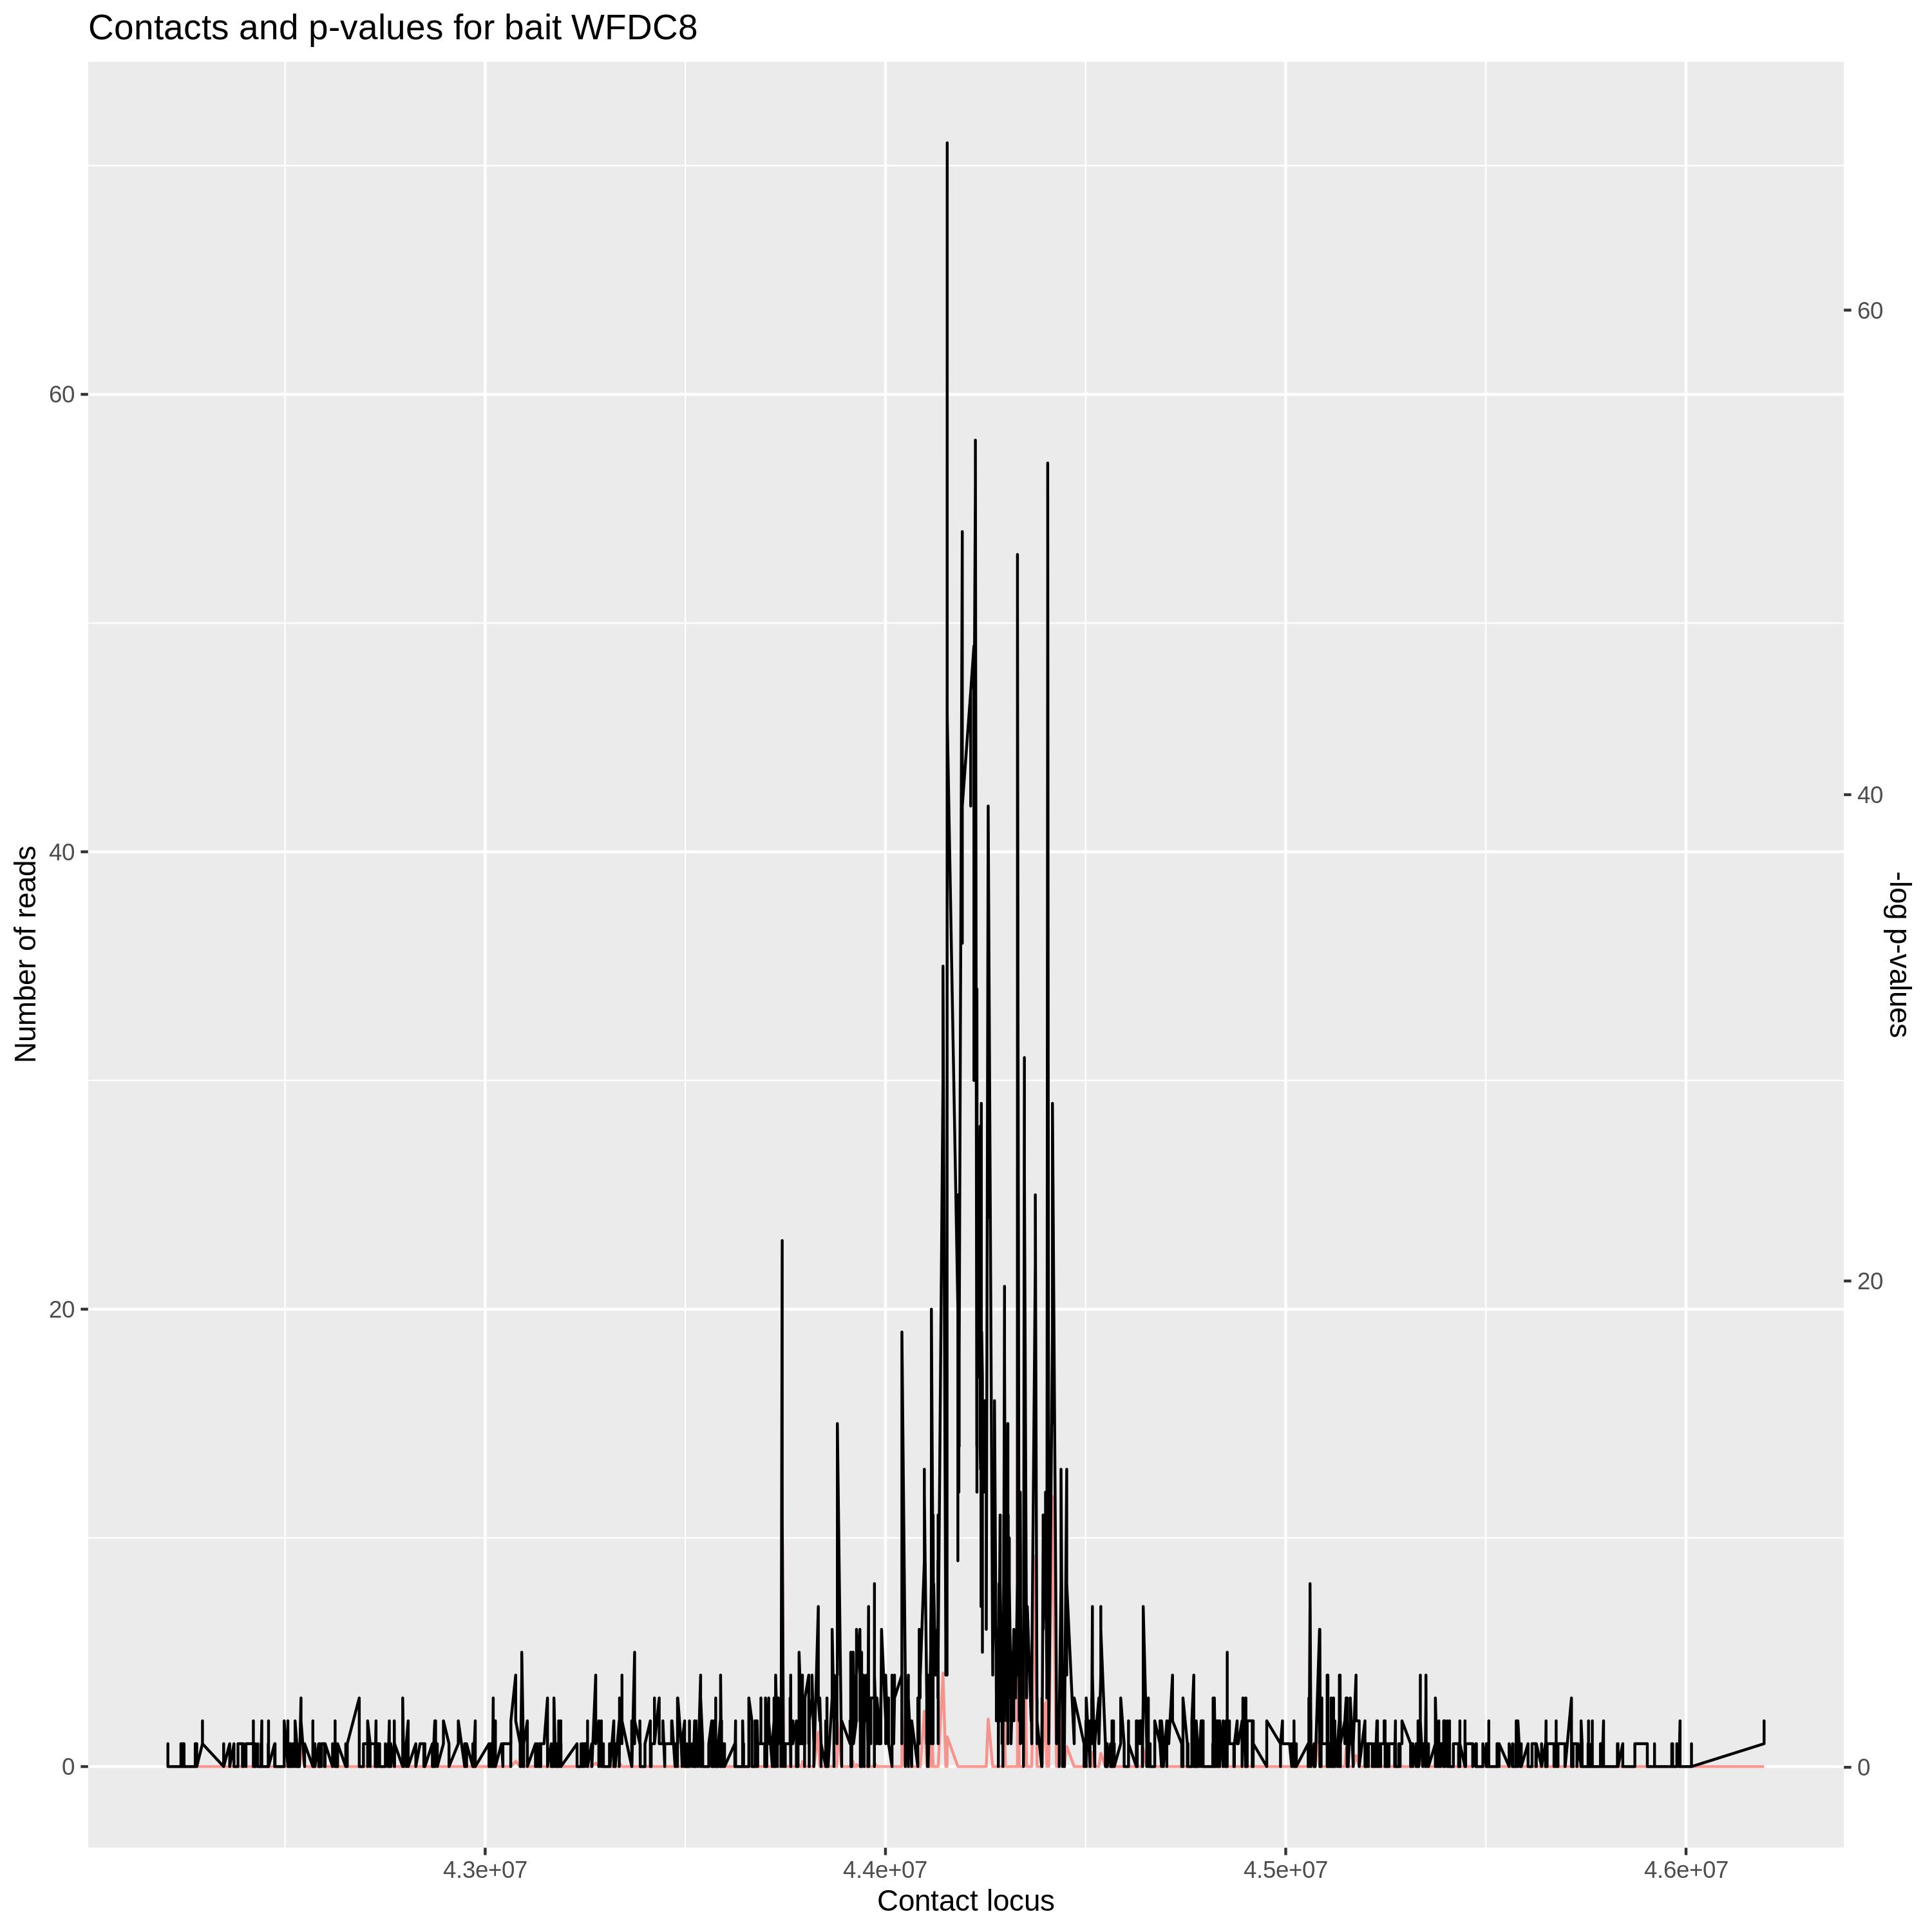 Contacts and p-values for bait WFDC8
60
40
20
0
Number of reads
60
40
20
0
-log p-values
4.3e+07 4.4e+07 4.5e+07 4.6e+07
Contact locus